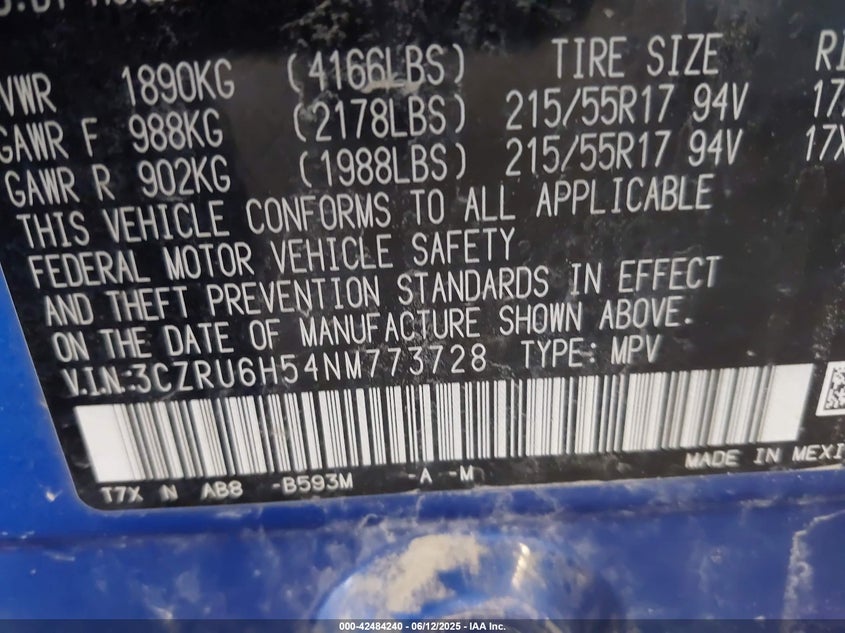 VWR 1890KG (4166LBS) TIRE SIZE
GAWR F 988KG (2178LBS) 215/55R17 94V
GAWR R 902KG (1988LBS) 215/55R17 94V
THIS VEHICLE CONFORMS TO ALL APPLICABLE
FEDERAL MOTOR VEHICLE SAFETY
AND THEFT PREVENTION STANDARDS IN EFFECT
ON THE DATE OF MANUFACTURE SHOWN ABOVE.
V.I.N.:3CZRU6H54NM773728 TYPE: MPV
MADE IN MEXI
T7X N AB8 -B593M -A -M
000-42484240 - 06/12/2025 - IAA Inc.